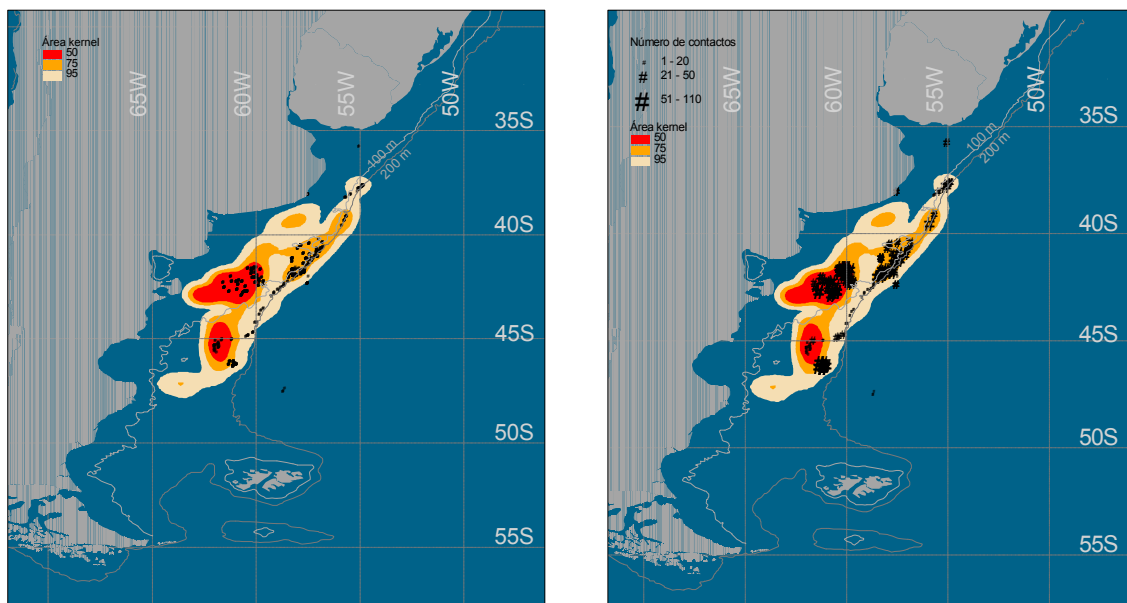 Área kernel
50
75
95
65W
60W
55W
50W
35S
100 m
200 m
40S
45S
50S
55S
Número de contactos
# 1 - 20
# 21 - 50
# 51 - 110
Área kernel
50
75
95
65W
60W
55W
50W
35S
100 m
200 m
40S
45S
50S
55S